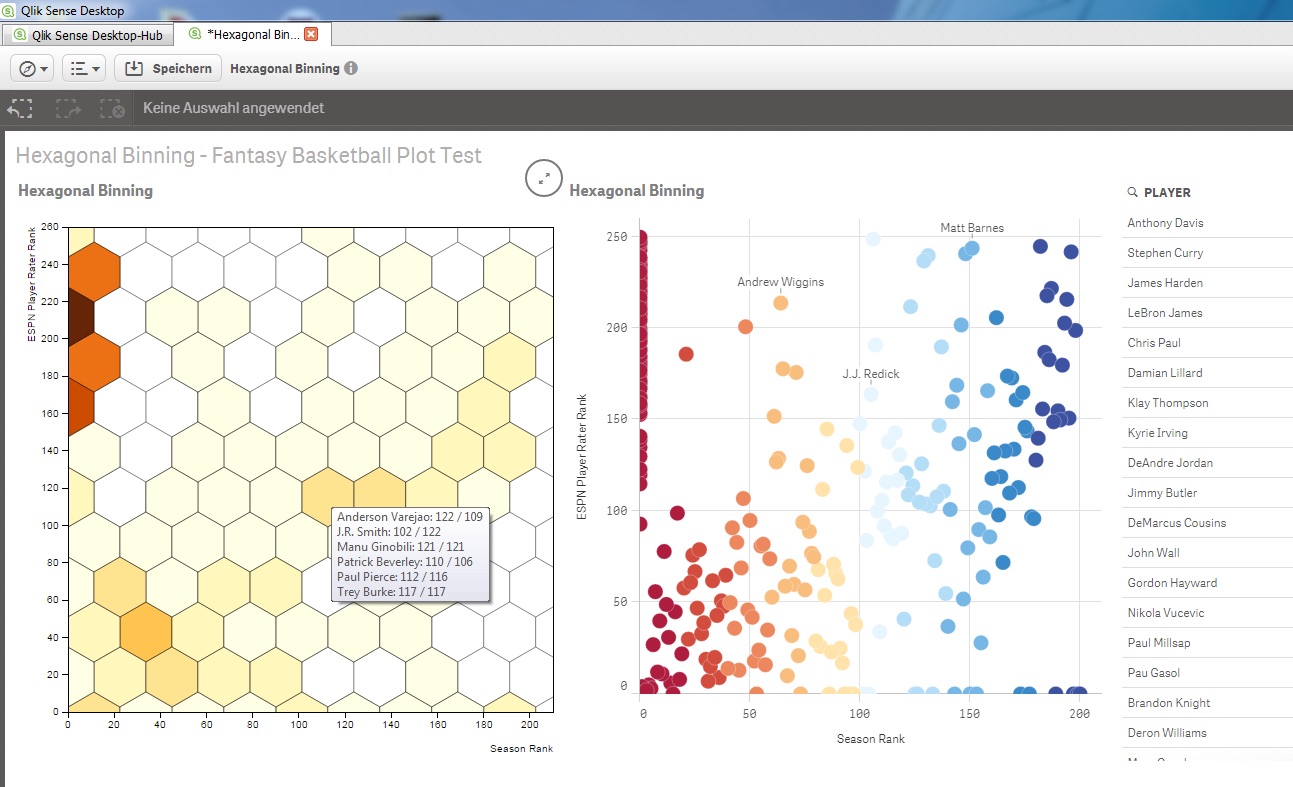 Qlik Sense Desktop
Qlik Sense Desktop-Hub
*Hexagonal Bin...
Speichern
Hexagonal Binning
Keine Auswahl angewendet
Hexagonal Binning - Fantasy Basketball Plot Test
Hexagonal Binning
ESPN Player Rater Rank
260
240
220
200
180
160
140
120
100
80
60
40
20
0
0 20 40 60 80 100 120 140 160 180 200
Season Rank
Anderson Varejao: 122 / 109
J.R. Smith: 102 / 122
Manu Ginobili: 121 / 121
Patrick Beverley: 110 / 106
Paul Pierce: 112 / 116
Trey Burke: 117 / 117
Hexagonal Binning
ESPN Player Rater Rank
250
200
150
100
50
0
Matt Barnes
Andrew Wiggins
J.J. Redick
0 50 100 150 200
Season Rank
PLAYER
Anthony Davis
Stephen Curry
James Harden
LeBron James
Chris Paul
Damian Lillard
Klay Thompson
Kyrie Irving
DeAndre Jordan
Jimmy Butler
DeMarcus Cousins
John Wall
Gordon Hayward
Nikola Vucevic
Paul Millsap
Pau Gasol
Brandon Knight
Deron Williams